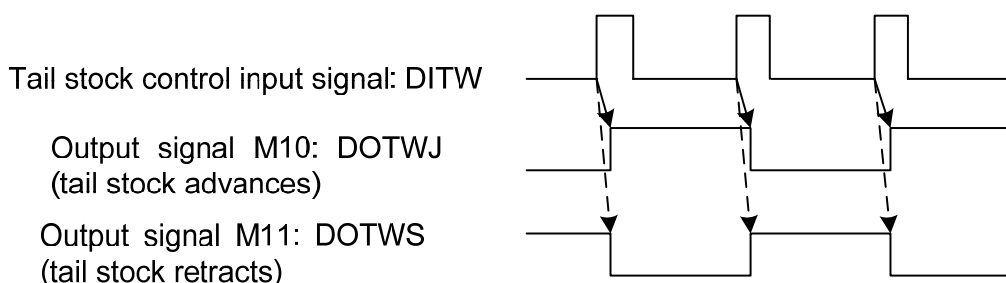 Tail stock control input signal: DITW
Output signal M10: DOTWJ
(tail stock advances)
Output signal M11: DOTWS
(tail stock retracts)